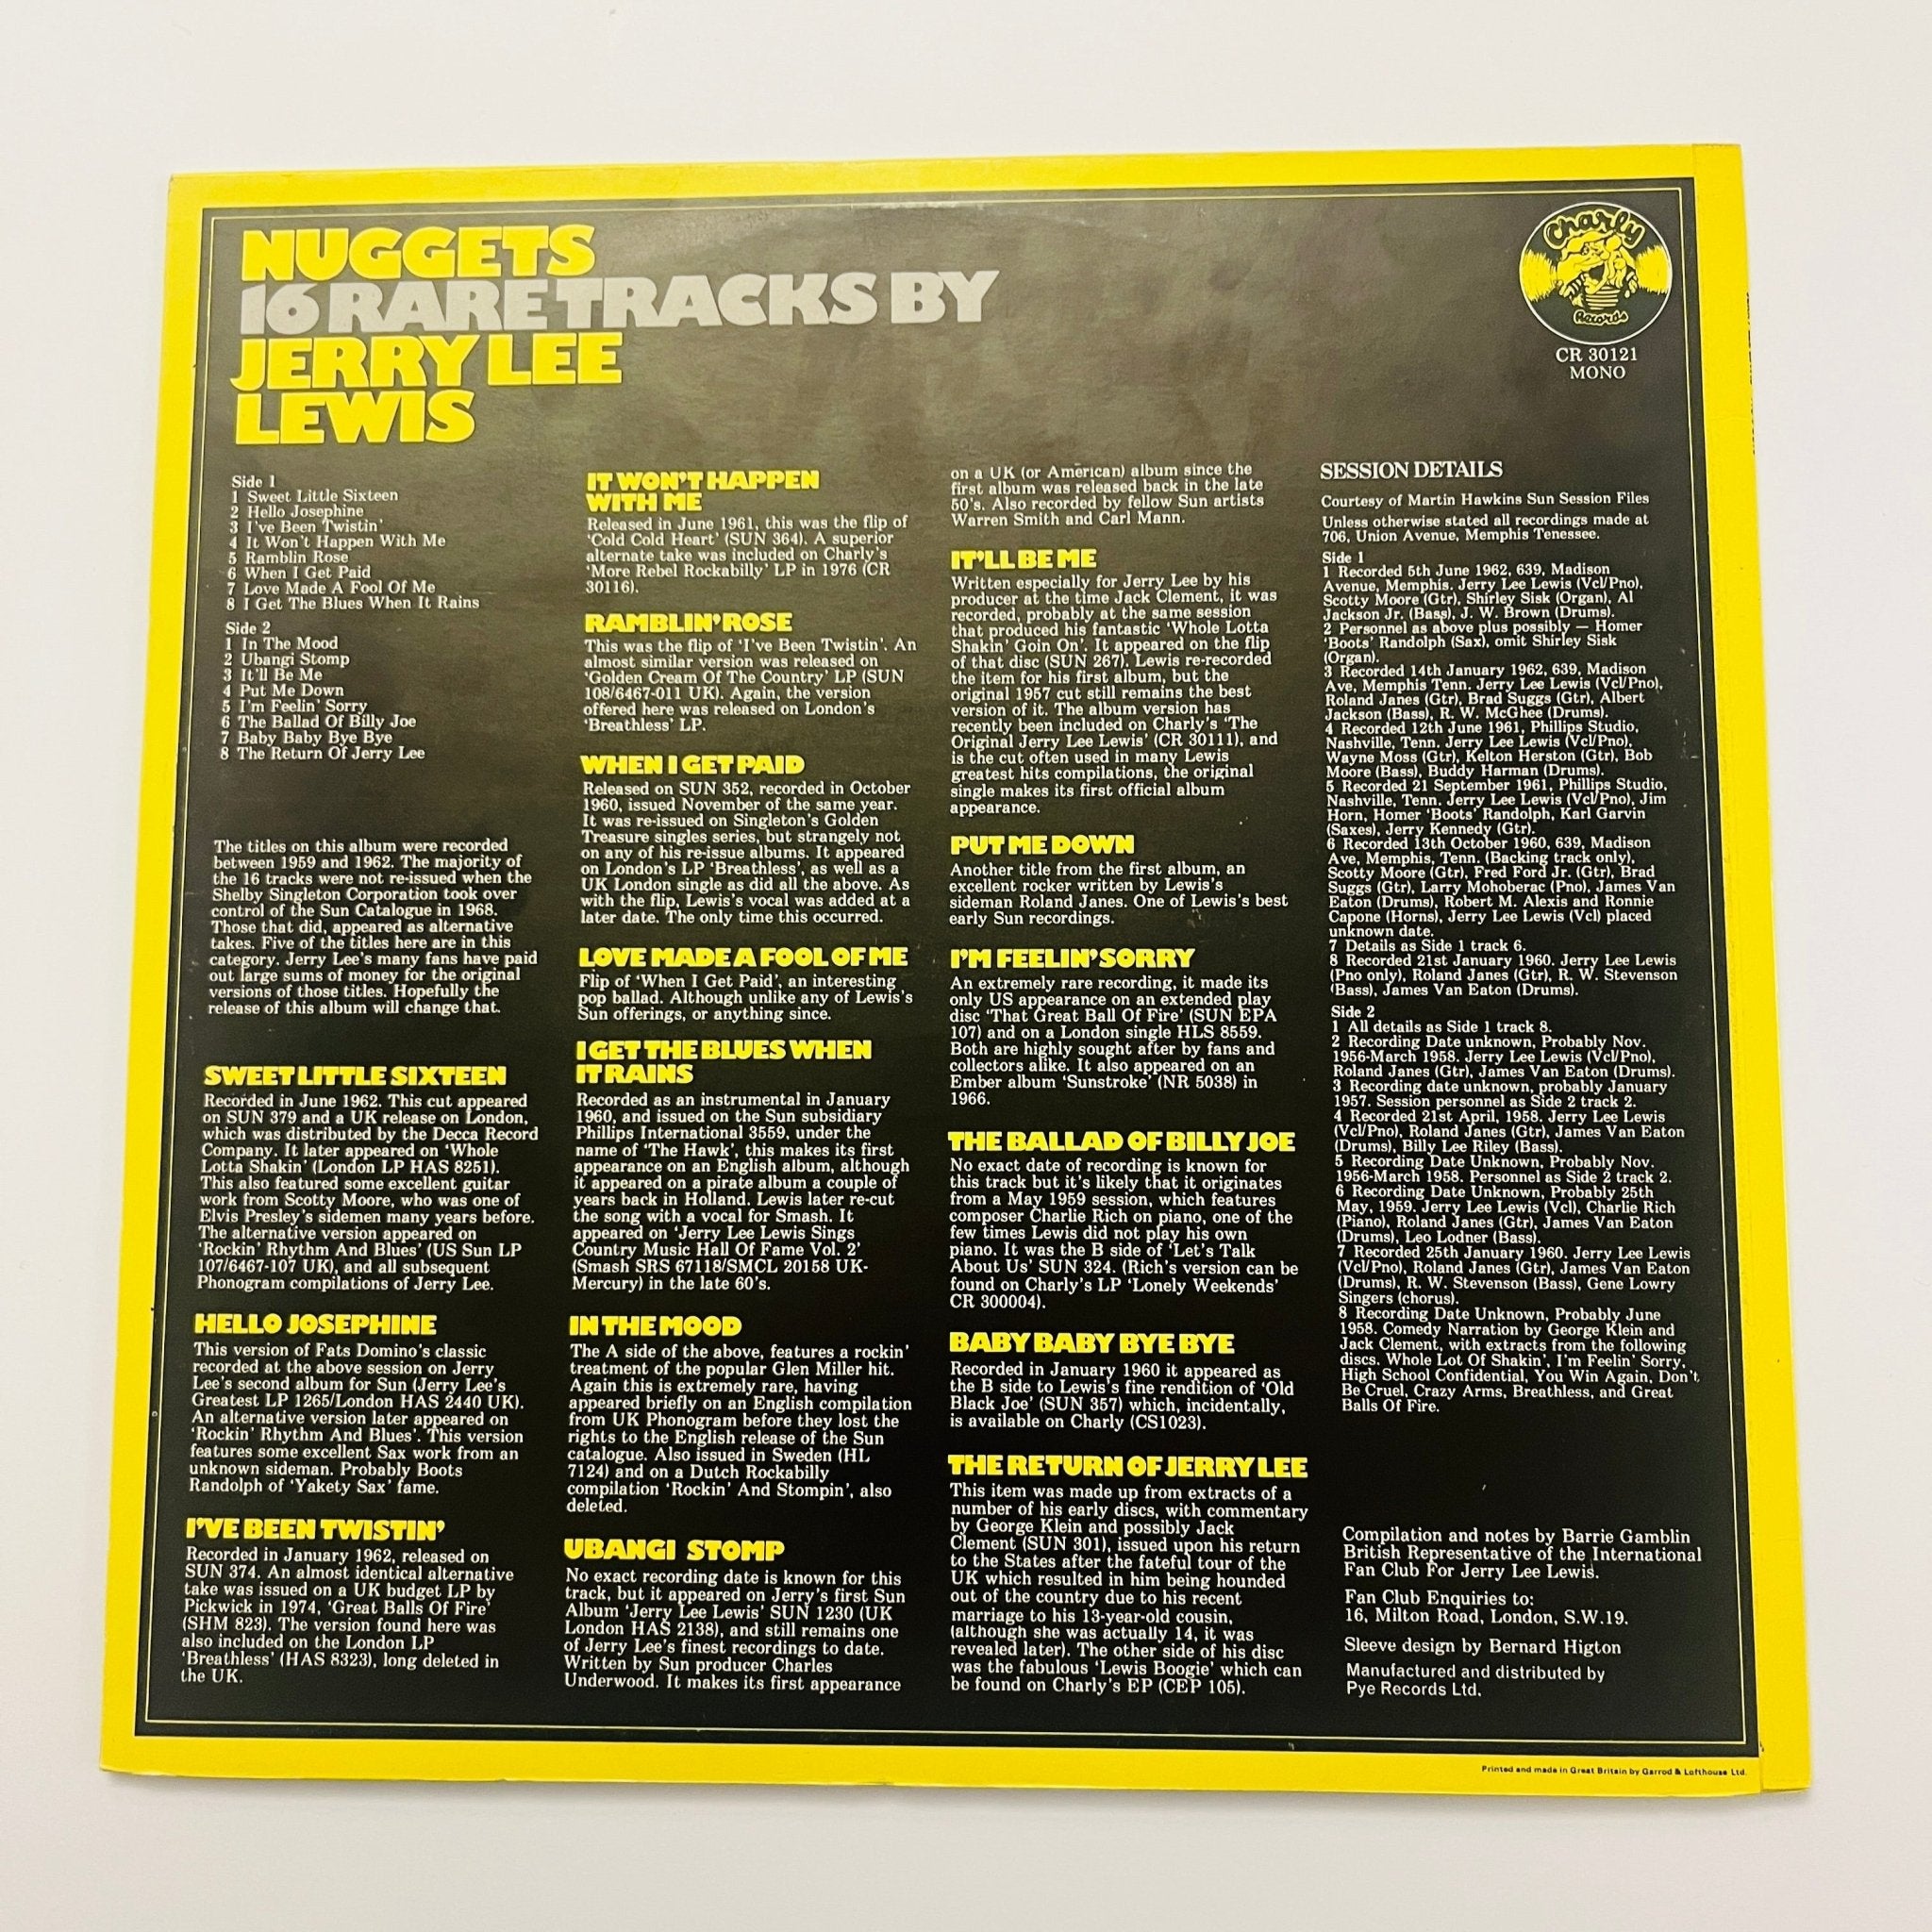 NUGGETS
16 RARE TRACKS BY
JERRY LEE
LEWIS
Charly
Records
CR 30121
MONO
Side 1
1 Sweet Little Sixteen
2 Hello Josephine
3 I've Been Twistin'
4 It Won't Happen With Me
5 Ramblin Rose
6 When I Get Paid
7 Love Made A Fool Of Me
8 I Get The Blues When It Rains
Side 2
1 In The Mood
2 Ubangi Stomp
3 It'll Be Me
4 Put Me Down
5 I'm Feelin' Sorry
6 The Ballad Of Billy Joe
7 Baby Baby Bye Bye
8 The Return Of Jerry Lee
The titles on this album were recorded
between 1959 and 1962. The majority of
the 16 tracks were not re-issued when the
Shelby Singleton Corporation took over
control of the Sun Catalogue in 1968.
Those that did, appeared as alternative
takes. Five of the titles here are in this
category. Jerry Lee's many fans have paid
out large sums of money for the original
versions of those titles. Hopefully the
release of this album will change that.
SWEET LITTLE SIXTEEN
Recorded in June 1962. This cut appeared
on SUN 379 and a UK release on London,
which was distributed by the Decca Record
Company. It later appeared on 'Whole
Lotta Shakin' (London LP HAS 8251).
This also featured some excellent guitar
work from Scotty Moore, who was one of
Elvis Presley's sidemen many years before.
The alternative version appeared on
'Rockin' Rhythm And Blues' (US Sun LP
107/6467-107 UK), and all subsequent
Phonogram compilations of Jerry Lee.
HELLO JOSEPHINE
This version of Fats Domino's classic
recorded at the above session on Jerry
Lee's second album for Sun (Jerry Lee's
Greatest LP 1265/London HAS 2440 UK).
An alternative version later appeared on
'Rockin' Rhythm And Blues'. This version
features some excellent Sax work from an
unknown sideman. Probably Boots
Randolph of 'Yakety Sax' fame.
I'VE BEEN TWISTIN'
Recorded in January 1962, released on
SUN 374. An almost identical alternative
take was issued on a UK budget LP by
Pickwick in 1974, 'Great Balls Of Fire'
(SHM 823). The version found here was
also included on the London LP
'Breathless' (HAS 8323), long deleted in
the UK.
IT WON'T HAPPEN
WITH ME
Released in June 1961, this was the flip of
'Cold Cold Heart' (SUN 364). A superior
alternate take was included on Charly's
'More Rebel Rockabilly' LP in 1976 (CR
30116).
RAMBLIN' ROSE
This was the flip of 'I've Been Twistin'. An
almost similar version was released on
'Golden Cream Of The Country' LP (SUN
108/6467-011 UK). Again, the version
offered here was released on London's
'Breathless' LP.
WHEN I GET PAID
Released on SUN 352, recorded in October
1960, issued November of the same year.
It was re-issued on Singleton's Golden
Treasure singles series, but strangely not
on any of his re-issue albums. It appeared
on London's LP 'Breathless', as well as a
UK London single as did all the above. As
with the flip, Lewis's vocal was added at a
later date. The only time this occurred.
LOVE MADE A FOOL OF ME
Flip of 'When I Get Paid', an interesting
pop ballad. Although unlike any of Lewis's
Sun offerings, or anything since.
I GET THE BLUES WHEN
IT RAINS
Recorded as an instrumental in January
1960, and issued on the Sun subsidiary
Phillips International 3559, under the
name of 'The Hawk', this makes its first
appearance on an English album, although
it appeared on a pirate album a couple of
years back in Holland. Lewis later re-cut
the song with a vocal for Smash. It
appeared on 'Jerry Lee Lewis Sings
Country Music Hall Of Fame Vol. 2'
(Smash SRS 67118/SMCL 20158 UK-
Mercury) in the late 60's.
IN THE MOOD
The A side of the above, features a rockin'
treatment of the popular Glen Miller hit.
Again this is extremely rare, having
appeared briefly on an English compilation
from UK Phonogram before they lost the
rights to the English release of the Sun
catalogue. Also issued in Sweden (HL
7124) and on a Dutch Rockabilly
compilation 'Rockin' And Stompin', also
deleted.
UBANGI STOMP
No exact recording date is known for this
track, but it appeared on Jerry's first Sun
Album 'Jerry Lee Lewis' SUN 1230 (UK
London HAS 2138), and still remains one
of Jerry Lee's finest recordings to date.
Written by Sun producer Charles
Underwood. It makes its first appearance
on a UK (or American) album since the
first album was released back in the late
50's. Also recorded by fellow Sun artists
Warren Smith and Carl Mann.
IT'LL BE ME
Written especially for Jerry Lee by his
producer at the time Jack Clement, it was
recorded, probably at the same session
that produced his fantastic 'Whole Lotta
Shakin' Goin On'. It appeared on the flip
of that disc (SUN 267). Lewis re-recorded
the item for his first album, but the
original 1957 cut still remains the best
version of it. The album version has
recently been included on Charly's 'The
Original Jerry Lee Lewis' (CR 30111), and
is the cut often used in many Lewis
greatest hits compilations, the original
single makes its first official album
appearance.
PUT ME DOWN
Another title from the first album, an
excellent rocker written by Lewis's
sideman Roland Janes. One of Lewis's best
early Sun recordings.
I'M FEELIN' SORRY
An extremely rare recording, it made its
only US appearance on an extended play
disc 'That Great Ball Of Fire' (SUN EPA
107) and on a London single HLS 8559.
Both are highly sought after by fans and
collectors alike. It also appeared on an
Ember album 'Sunstroke' (NR 5038) in
1966.
THE BALLAD OF BILLY JOE
No exact date of recording is known for
this track but it's likely that it originates
from a May 1959 session, which features
composer Charlie Rich on piano, one of the
few times Lewis did not play his own
piano. It was the B side of 'Let's Talk
About Us' SUN 324. (Rich's version can be
found on Charly's LP 'Lonely Weekends'
CR 300004).
BABY BABY BYE BYE
Recorded in January 1960 it appeared as
the B side to Lewis's fine rendition of 'Old
Black Joe' (SUN 357) which, incidentally,
is available on Charly (CS1023).
THE RETURN OF JERRY LEE
This item was made up from extracts of a
number of his early discs, with commentary
by George Klein and possibly Jack
Clement (SUN 301), issued upon his return
to the States after the fateful tour of the
UK which resulted in him being hounded
out of the country due to his recent
marriage to his 13-year-old cousin,
(although she was actually 14, it was
revealed later). The other side of his disc
was the fabulous 'Lewis Boogie' which can
be found on Charly's EP (CEP 105).
SESSION DETAILS
Courtesy of Martin Hawkins Sun Session Files
Unless otherwise stated all recordings made at
706, Union Avenue, Memphis Tenessee.
Side 1
1 Recorded 5th June 1962, 639, Madison
Avenue, Memphis. Jerry Lee Lewis (Vcl/Pno),
Scotty Moore (Gtr), Shirley Sisk (Organ), Al
Jackson Jr. (Bass), J. W. Brown (Drums).
2 Personnel as above plus possibly — Homer
'Boots' Randolph (Sax), omit Shirley Sisk
(Organ).
3 Recorded 14th January 1962, 639, Madison
Ave, Memphis Tenn. Jerry Lee Lewis (Vcl/Pno),
Roland Janes (Gtr), Brad Suggs (Gtr), Albert
Jackson (Bass), R. W. McGhee (Drums).
4 Recorded 12th June 1961, Phillips Studio,
Nashville, Tenn. Jerry Lee Lewis (Vcl/Pno),
Wayne Moss (Gtr), Kelton Herston (Gtr), Bob
Moore (Bass), Buddy Harman (Drums).
5 Recorded 21 September 1961, Phillips Studio,
Nashville, Tenn. Jerry Lee Lewis (Vcl/Pno), Jim
Horn, Homer 'Boots' Randolph, Karl Garvin
(Saxes), Jerry Kennedy (Gtr).
6 Recorded 13th October 1960, 639, Madison
Ave, Memphis, Tenn. (Backing track only),
Scotty Moore (Gtr), Fred Ford Jr. (Gtr), Brad
Suggs (Gtr), Larry Mohoberac (Pno), James Van
Eaton (Drums), Robert M. Alexis and Ronnie
Capone (Horns), Jerry Lee Lewis (Vcl) placed
unknown date.
7 Details as Side 1 track 6.
8 Recorded 21st January 1960. Jerry Lee Lewis
(Pno only), Roland Janes (Gtr), R. W. Stevenson
(Bass), James Van Eaton (Drums).
Side 2
1 All details as Side 1 track 8.
2 Recording Date unknown, Probably Nov.
1956-March 1958. Jerry Lee Lewis (Vcl/Pno),
Roland Janes (Gtr), James Van Eaton (Drums).
3 Recording date unknown, probably January
1957. Session personnel as Side 2 track 2.
4 Recorded 21st April, 1958. Jerry Lee Lewis
(Vcl/Pno), Roland Janes (Gtr), James Van Eaton
(Drums), Billy Lee Riley (Bass).
5 Recording Date Unknown, Probably Nov.
1956-March 1958. Personnel as Side 2 track 2.
6 Recording Date Unknown, Probably 25th
May, 1959. Jerry Lee Lewis (Vcl), Charlie Rich
(Piano), Roland Janes (Gtr), James Van Eaton
(Drums), Leo Lodner (Bass).
7 Recorded 25th January 1960. Jerry Lee Lewis
(Vcl/Pno), Roland Janes (Gtr), James Van Eaton
(Drums), R. W. Stevenson (Bass), Gene Lowry
Singers (chorus).
8 Recording Date Unknown, Probably June
1958. Comedy Narration by George Klein and
Jack Clement, with extracts from the following
discs. Whole Lot Of Shakin', I'm Feelin' Sorry,
High School Confidential, You Win Again, Don't
Be Cruel, Crazy Arms, Breathless, and Great
Balls Of Fire.
Compilation and notes by Barrie Gamblin
British Representative of the International
Fan Club For Jerry Lee Lewis.
Fan Club Enquiries to:
16, Milton Road, London, S.W.19.
Sleeve design by Bernard Higton
Manufactured and distributed by
Pye Records Ltd.
Printed and made in Great Britain by Garrod & Lofthouse Ltd.